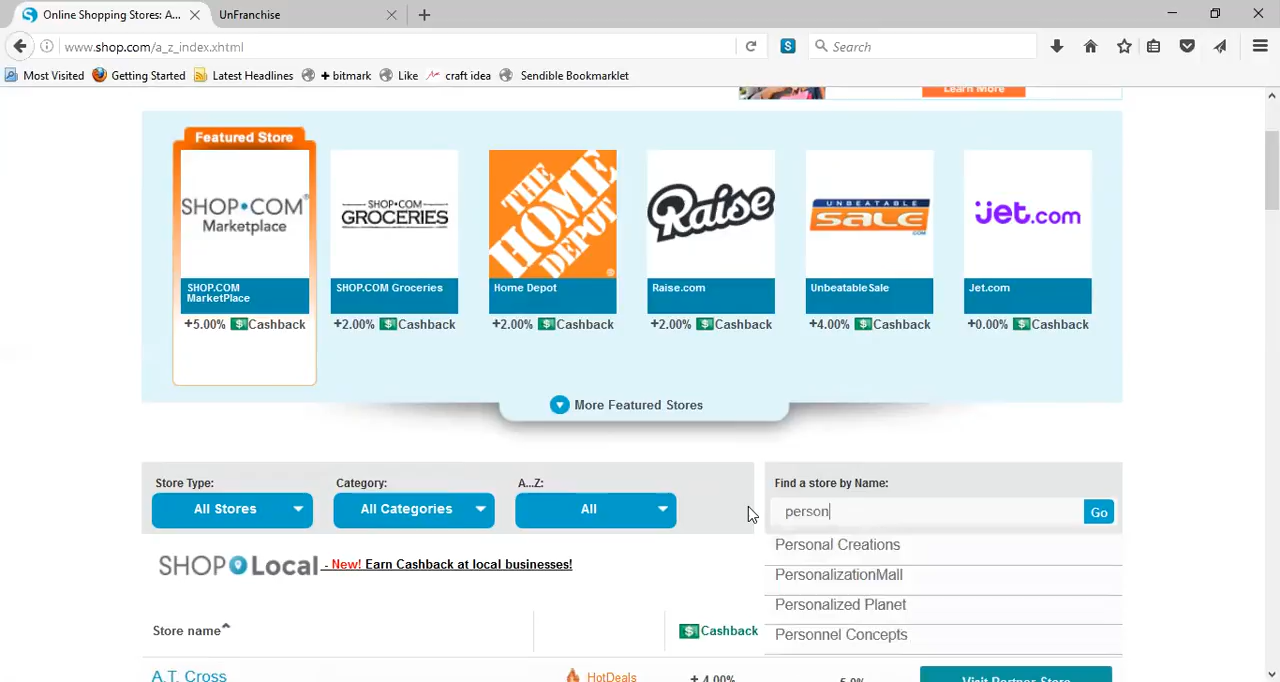 Online Shopping Stores: A...
UnFranchise
www.shop.com/a_z_index.xhtml
S
Search
Most Visited
Getting Started
Latest Headlines
+ bitmark
Like
craft idea
Sendible Bookmarklet
Learn More
Featured Store
SHOP•COM®
Marketplace
SHOP•COM
GROCERIES
THE HOME DEPOT
Raise
UNBEATABLE
SALE
.COM
jet.com
SHOP.COM
MarketPlace
SHOP.COM Groceries
Home Depot
Raise.com
UnbeatableSale
Jet.com
+5.00% $ Cashback
+2.00% $ Cashback
+2.00% $ Cashback
+2.00% $ Cashback
+4.00% $ Cashback
+0.00% $ Cashback
More Featured Stores
Store Type:
All Stores
Category:
All Categories
A...Z:
All
Find a store by Name:
person
Go
Personal Creations
PersonalizationMall
Personalized Planet
Personnel Concepts
SHOP Local - New! Earn Cashback at local businesses!
Store name
$ Cashback
A.T. Cross
HotDeals
+ 4.00%
5.0%
Visit Partner Store